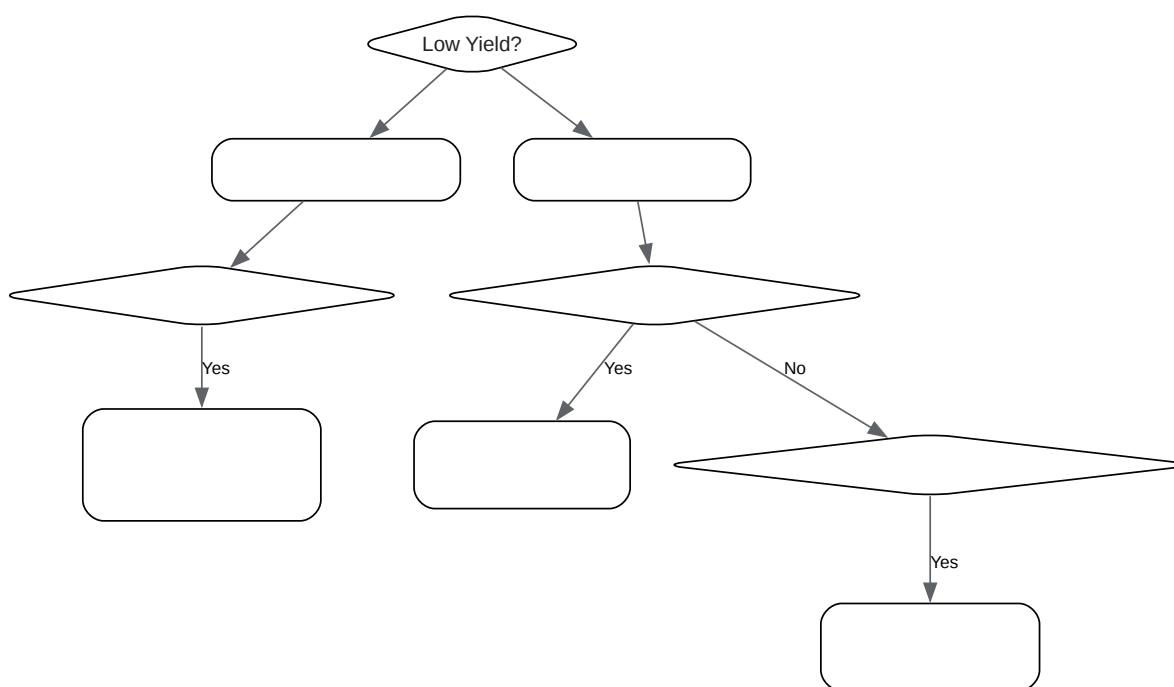 Low Yield?
Yes
Yes
No
Yes